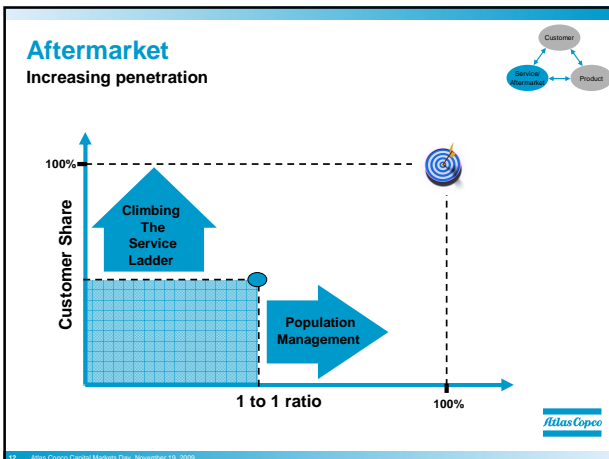 Aftermarket
Increasing penetration
Customer
Service/
Aftermarket
Product
100%
Customer Share
Climbing
The
Service
Ladder
Population
Management
1 to 1 ratio
100%
Atlas Copco
12 Atlas Copco Capital Markets Day, November 19, 2009